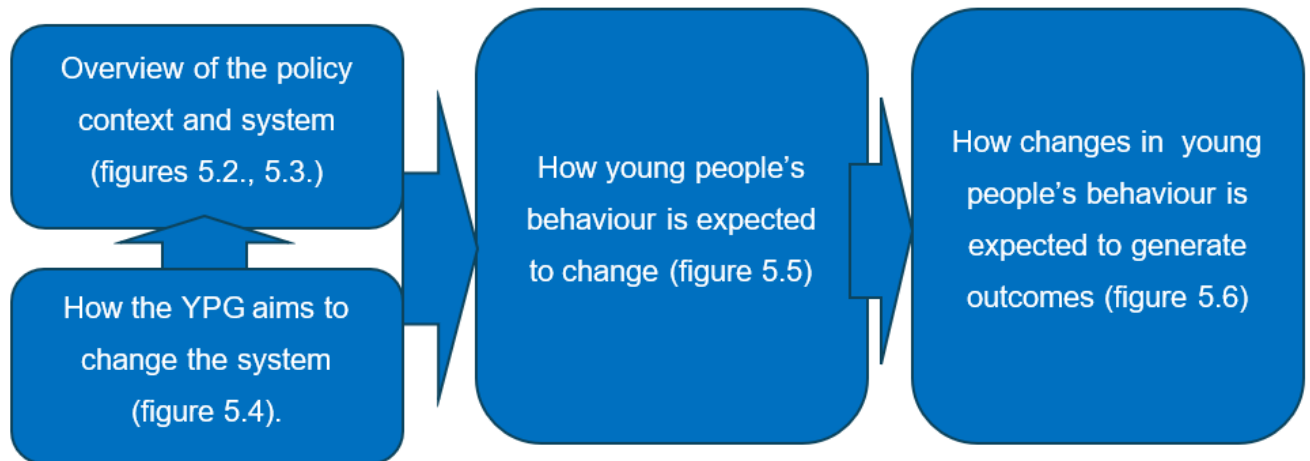 Overview of the policy
context and system
(figures 5.2., 5.3.)
How the YPG aims to
change the system
(figure 5.4).
How young people’s
behaviour is expected
to change (figure 5.5)
How changes in  young
people’s behaviour is
expected to generate
outcomes (figure 5.6)